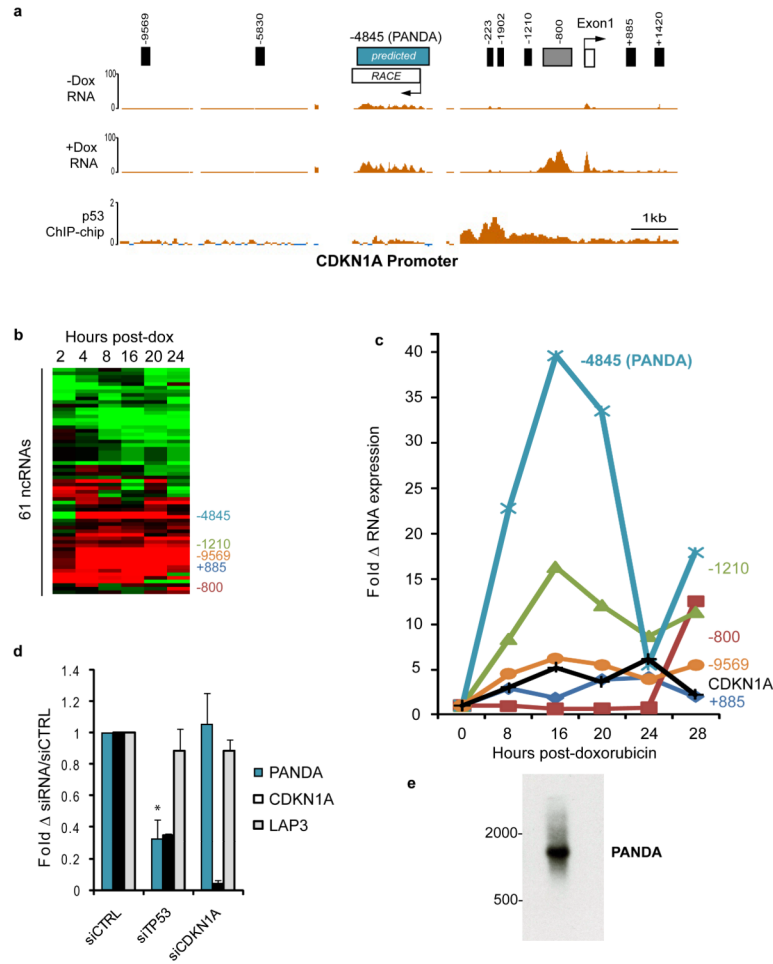 a
-9569
-5830
-4845 (PANDA)
-223
-1902
-1210
-800
Exon1
+885
+1420
predicted
RACE
-Dox
RNA
100
0
+Dox
RNA
100
0
p53
ChIP-chip
2
0
1kb
CDKN1A Promoter
b
Hours post-dox
2 4 8 16 20 24
61 ncRNAs
-4845
-1210
-9569
+885
-800
c
Fold Δ RNA expression
40
35
30
25
20
15
10
5
0
-4845 (PANDA)
-1210
-800
-9569
CDKN1A
+885
0 8 16 20 24 28
Hours post-doxorubicin
d
Fold Δ siRNA/siCTRL
1.4
1.2
1
0.8
0.6
0.4
0.2
0
*
PANDA
CDKN1A
LAP3
siCTRL
siTP53
siCDKN1A
e
2000-
500-
PANDA